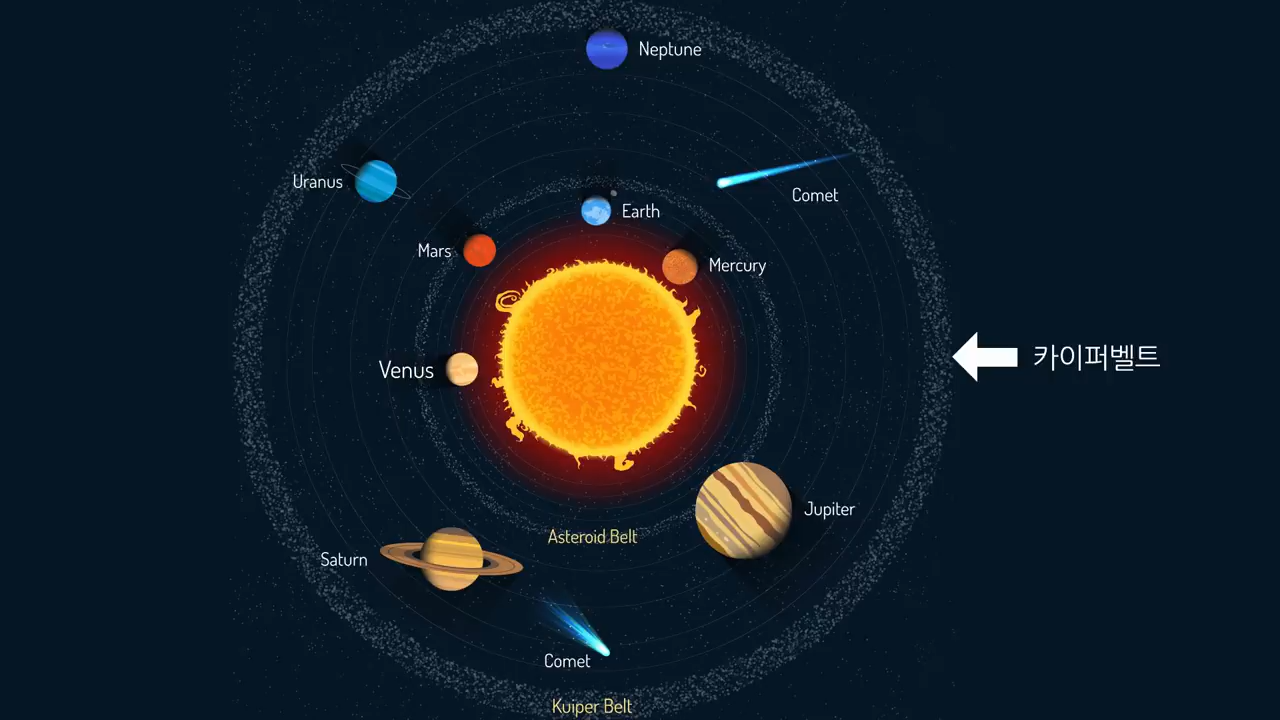 Neptune
Uranus
Comet
Earth
Mars
Mercury
카이퍼벨트
Venus
Jupiter
Asteroid Belt
Saturn
Comet
Kuiper Belt